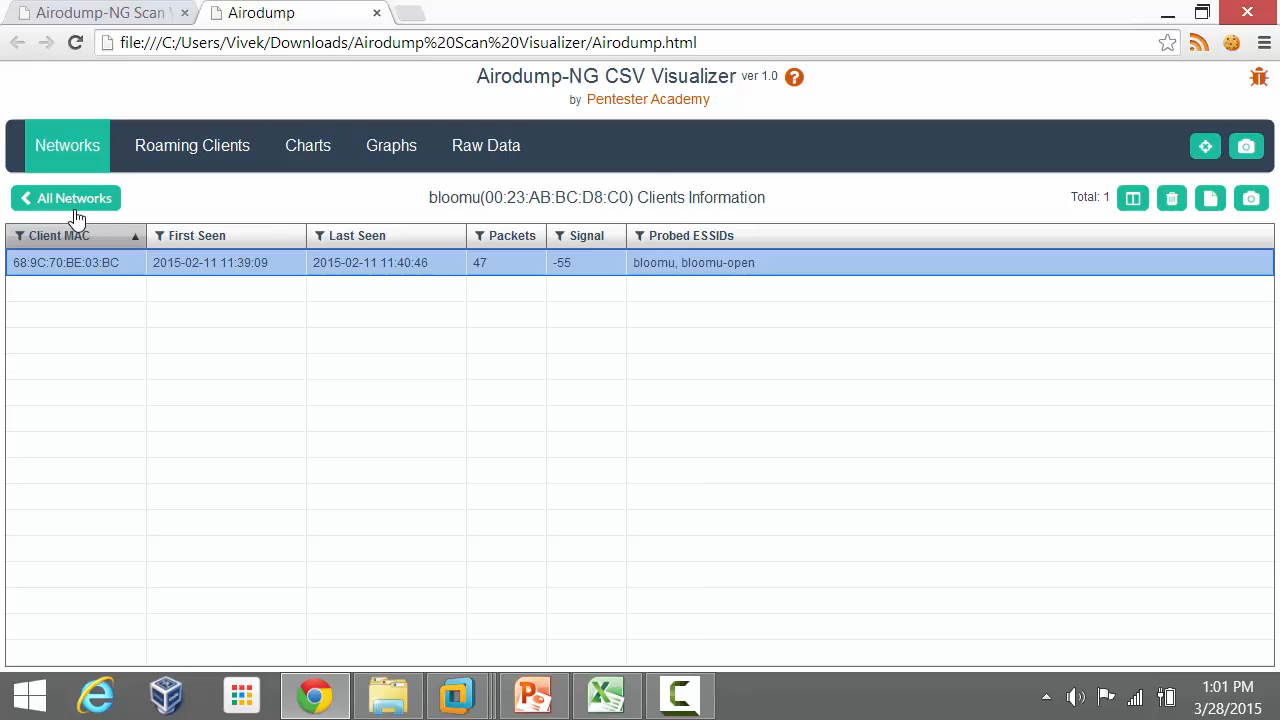 Airodump-NG Scan
Airodump
file:///C:/Users/Vivek/Downloads/Airodump%20Scan%20Visualizer/Airodump.html
Airodump-NG CSV Visualizer ver 1.0 ?
by Pentester Academy
Networks Roaming Clients Charts Graphs Raw Data
All Networks bloomu(00:23:AB:BC:D8:C0) Clients Information Total: 1
Client MAC First Seen Last Seen Packets Signal Probed ESSIDs
68:9C:70:BE:03:BC 2015-02-11 11:39:09 2015-02-11 11:40:46 47 -55 bloomu, bloomu-open
1:01 PM
3/28/2015